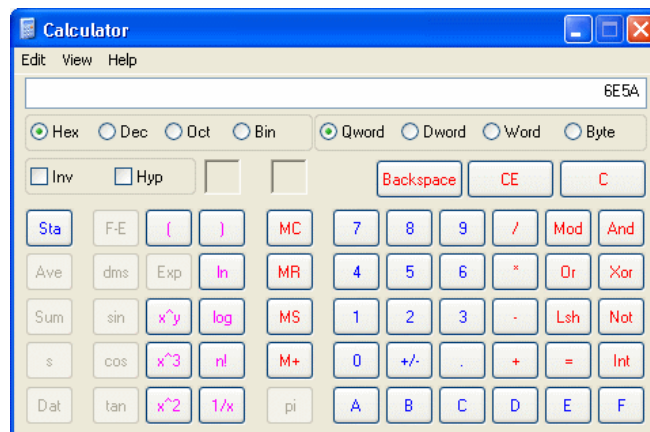 Calculator
Edit View Help
6E5A
Hex Dec Oct Bin Qword Dword Word Byte
Inv Hyp Backspace CE C
Sta F-E ( ) MC 7 8 9 / Mod And
Ave dms Exp ln MR 4 5 6 * Or Xor
Sum sin x^y log MS 1 2 3 - Lsh Not
s cos x^3 n! M+ 0 +/- . + = Int
Dat tan x^2 1/x pi A B C D E F